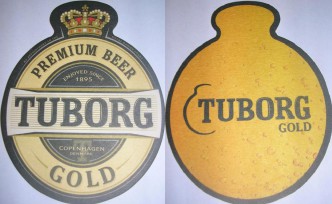 PREMIUM BEER
ENJOYED SINCE
1895
TUBORG
COPENHAGEN
GOLD
TUBORG
GOLD